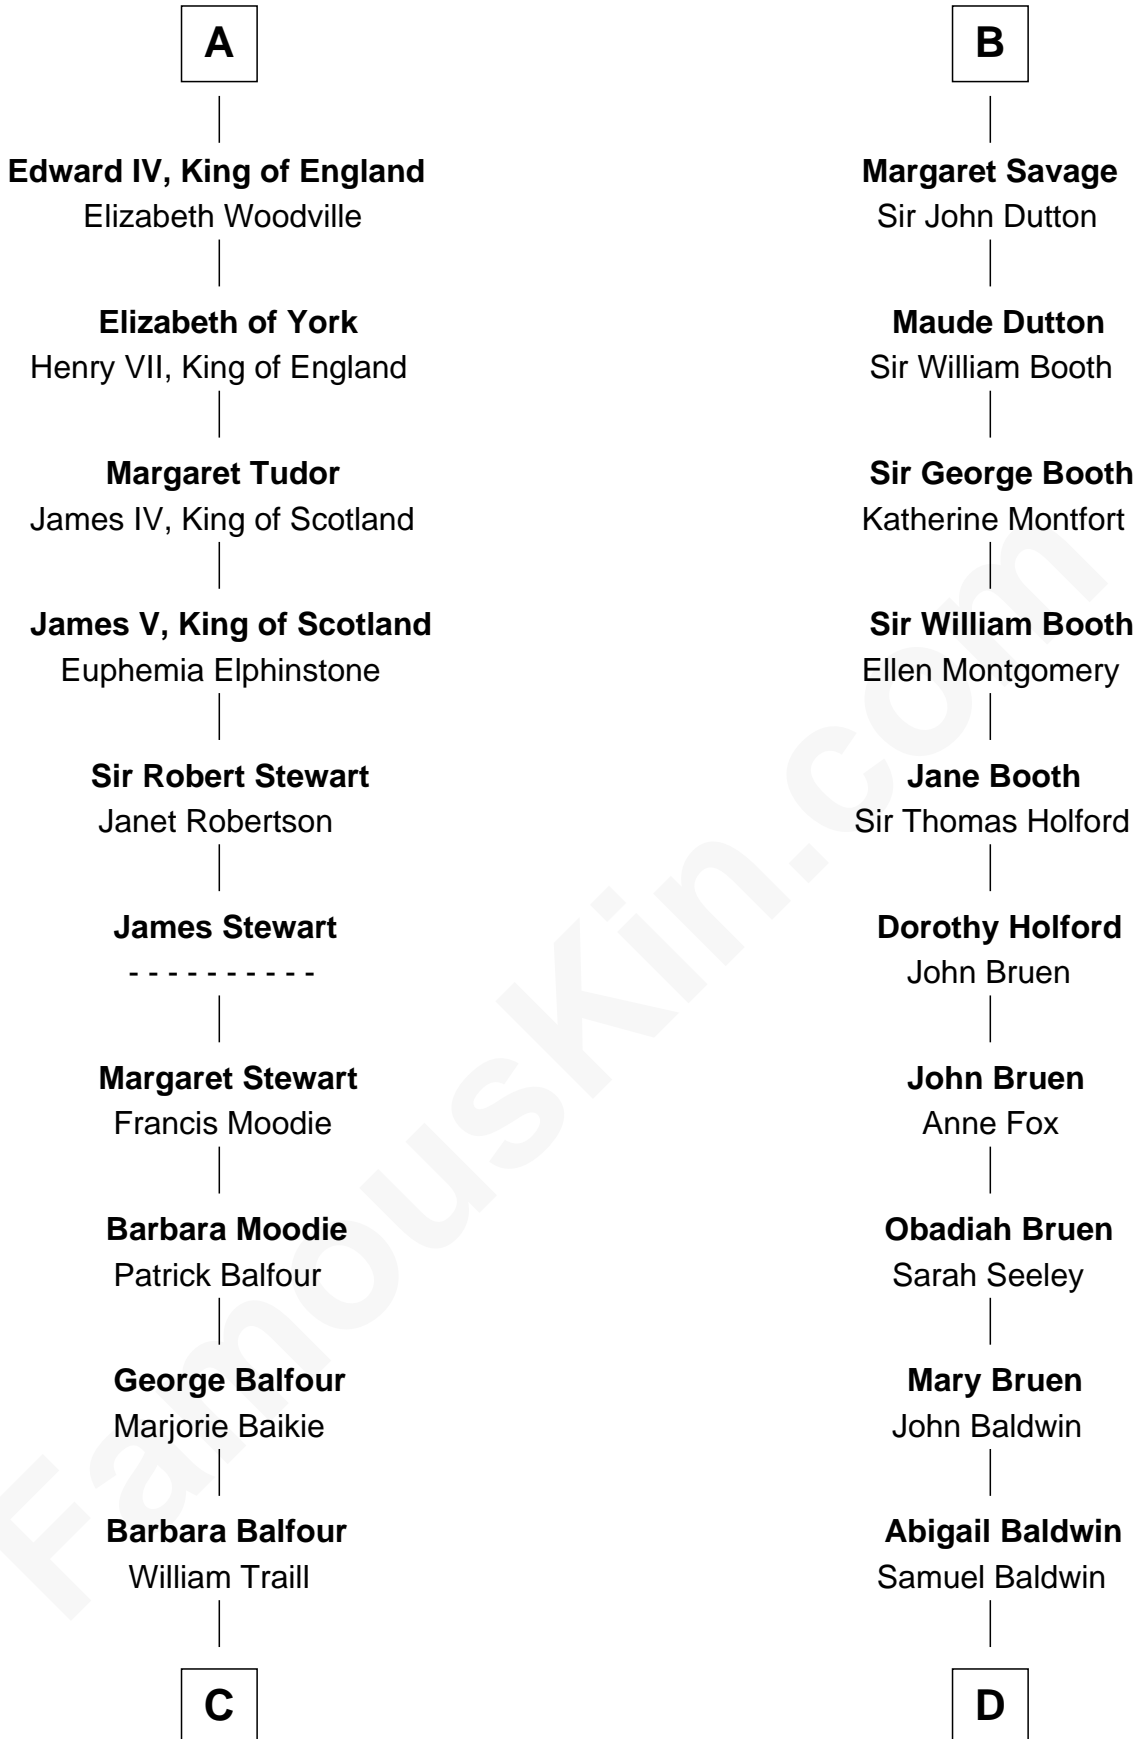 A
Edward IV, King of England
Elizabeth Woodville
Elizabeth of York
Henry VII, King of England
Margaret Tudor
James IV, King of Scotland
James V, King of Scotland
Euphemia Elphinstone
Sir Robert Stewart
Janet Robertson
James Stewart
- - - - - - - - - -
Margaret Stewart
Francis Moodie
Barbara Moodie
Patrick Balfour
George Balfour
Marjorie Baikie
Barbara Balfour
William Traill
C
B
Margaret Savage
Sir John Dutton
Maude Dutton
Sir William Booth
Sir George Booth
Katherine Montfort
Sir William Booth
Ellen Montgomery
Jane Booth
Sir Thomas Holford
Dorothy Holford
John Bruen
John Bruen
Anne Fox
Obadiah Bruen
Sarah Seeley
Mary Bruen
John Baldwin
Abigail Baldwin
Samuel Baldwin
D
FamousKin.com